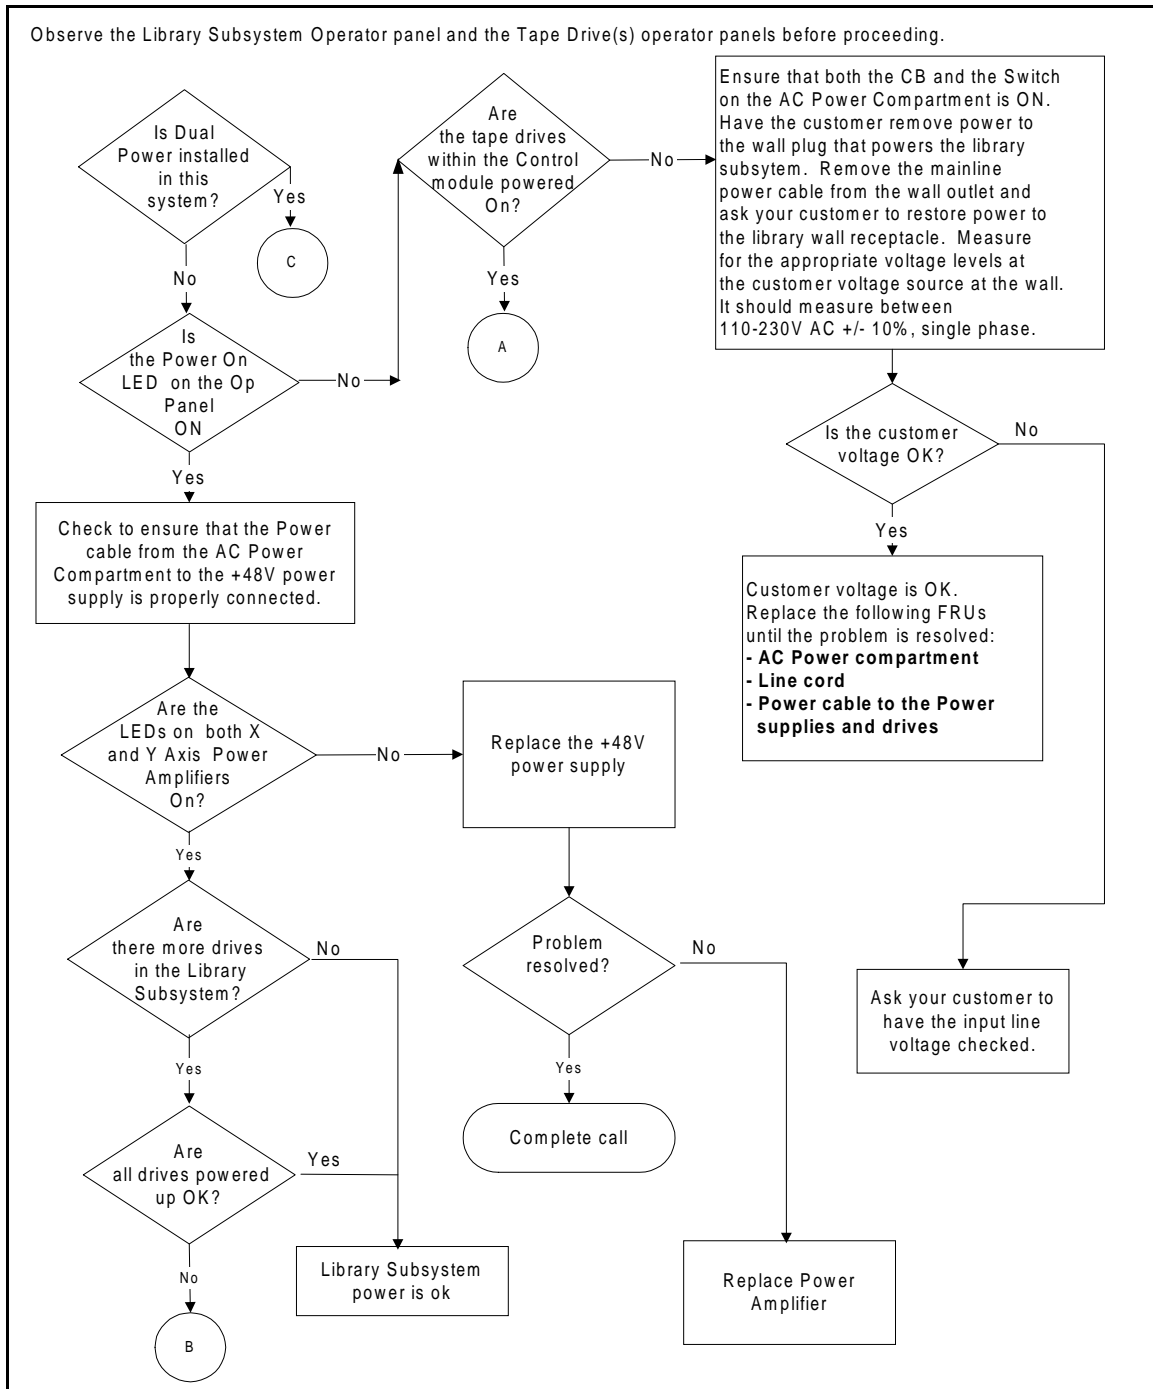 Observe the Library Subsystem Operator panel and the Tape Drive(s) operator panels before proceeding.
Is Dual
Power installed
in this
system?
Yes
C
No
Is
the Power On
LED on the Op
Panel
ON
No
Yes
Are
the tape drives
within the Control
module powered
On?
No
Yes
A
Ensure that both the CB and the Switch
on the AC Power Compartment is ON.
Have the customer remove power to
the wall plug that powers the library
subsytem. Remove the mainline
power cable from the wall outlet and
ask your customer to restore power to
the library wall receptacle. Measure
for the appropriate voltage levels at
the customer voltage source at the wall.
It should measure between
110-230V AC +/- 10%, single phase.
Is the customer
voltage OK?
No
Yes
Customer voltage is OK.
Replace the following FRUs
until the problem is resolved:
- AC Power compartment
- Line cord
- Power cable to the Power
supplies and drives
Ask your customer to
have the input line
voltage checked.
Check to ensure that the Power
cable from the AC Power
Compartment to the +48V power
supply is properly connected.
Are the
LEDs on both X
and Y Axis Power
Amplifiers
On?
No
Yes
Replace the +48V
power supply
Problem
resolved?
No
Yes
Complete call
Replace Power
Amplifier
Are
there more drives
in the Library
Subsystem?
No
Yes
Are
all drives powered
up OK?
Yes
No
B
Library Subsystem
power is ok